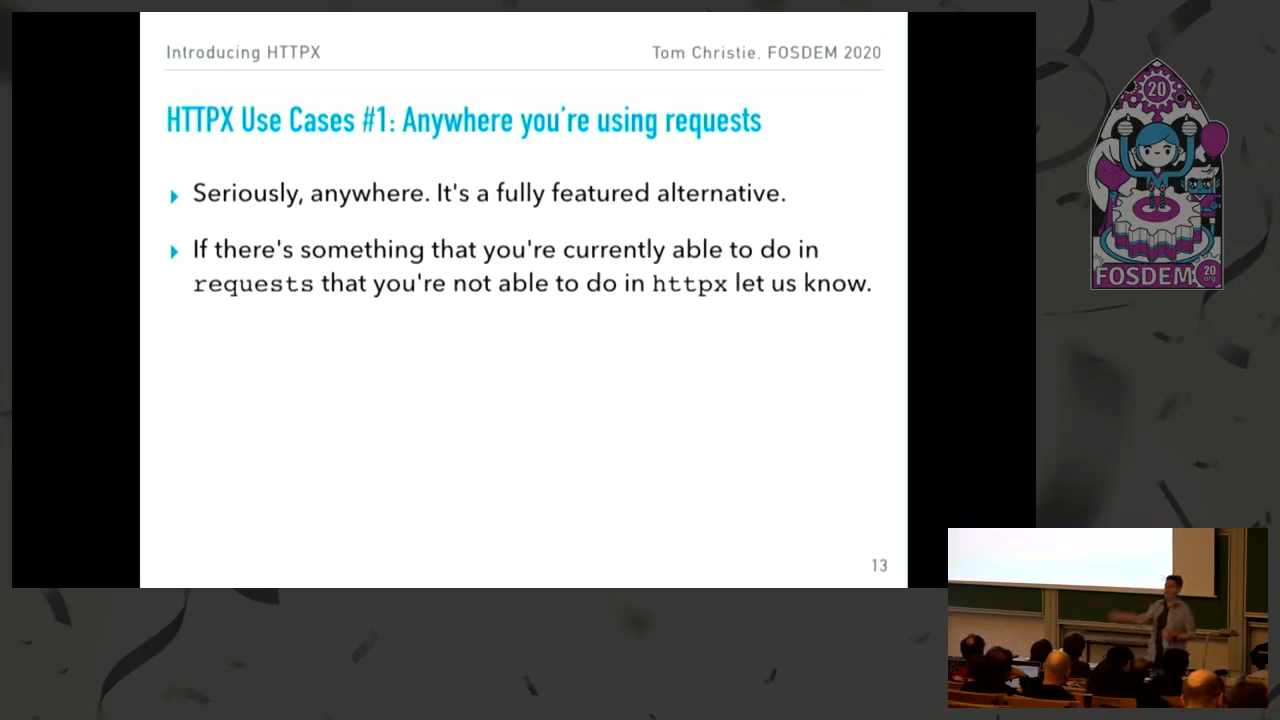 Introducing HTTPX
Tom Christie, FOSDEM 2020
HTTPX Use Cases #1: Anywhere you're using requests
Seriously, anywhere. It's a fully featured alternative.
If there's something that you're currently able to do in
requests that you're not able to do in httpx let us know.
13
20
FOSDEM
20
.org